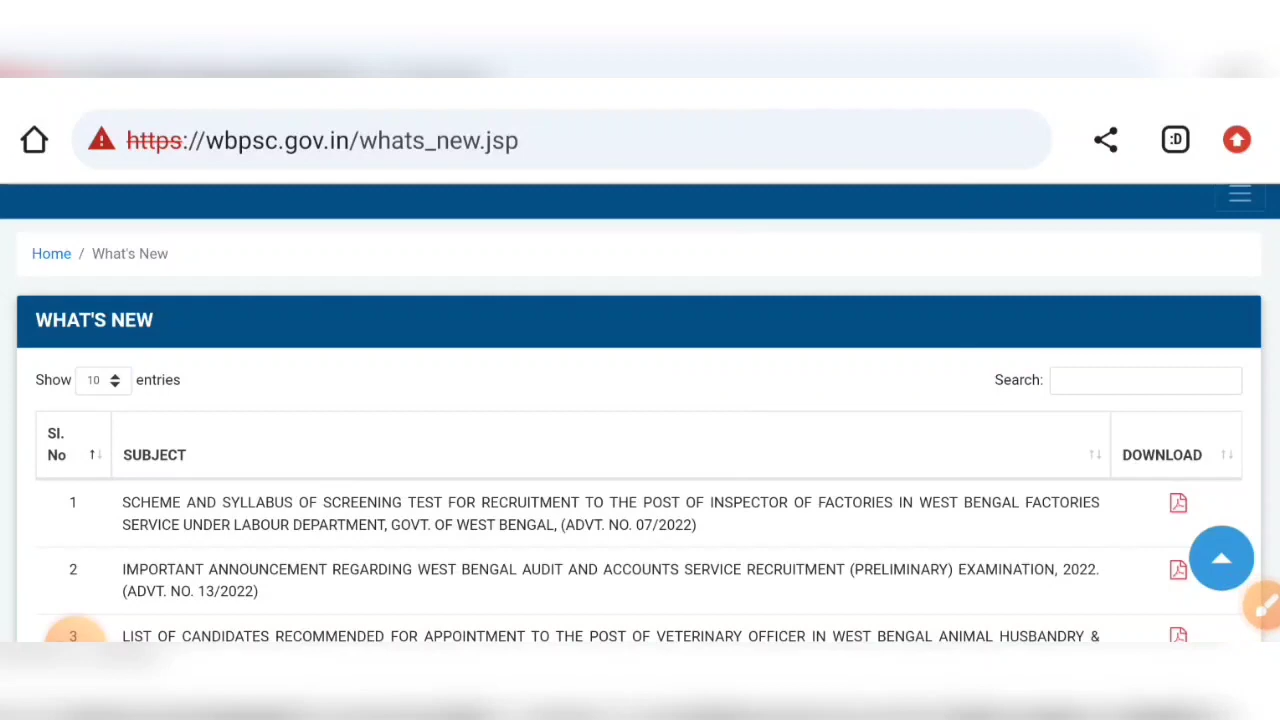 https://wbpsc.gov.in/whats_new.jsp
:D
Home / What's New
WHAT'S NEW
Show 10 entries
Search:
Sl. No
SUBJECT
DOWNLOAD
1
SCHEME AND SYLLABUS OF SCREENING TEST FOR RECRUITMENT TO THE POST OF INSPECTOR OF FACTORIES IN WEST BENGAL FACTORIES
SERVICE UNDER LABOUR DEPARTMENT, GOVT. OF WEST BENGAL, (ADVT. NO. 07/2022)
2
IMPORTANT ANNOUNCEMENT REGARDING WEST BENGAL AUDIT AND ACCOUNTS SERVICE RECRUITMENT (PRELIMINARY) EXAMINATION, 2022.
(ADVT. NO. 13/2022)
3
LIST OF CANDIDATES RECOMMENDED FOR APPOINTMENT TO THE POST OF VETERINARY OFFICER IN WEST BENGAL ANIMAL HUSBANDRY &